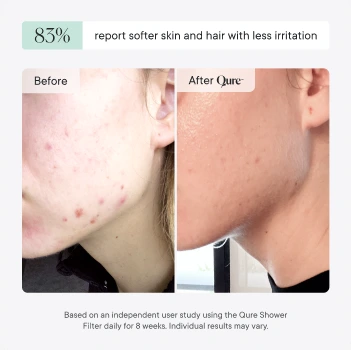 83% report softer skin and hair with less irritation
Before
After Qure
Based on an independent user study using the Qure Shower
Filter daily for 8 weeks. Individual results may vary.